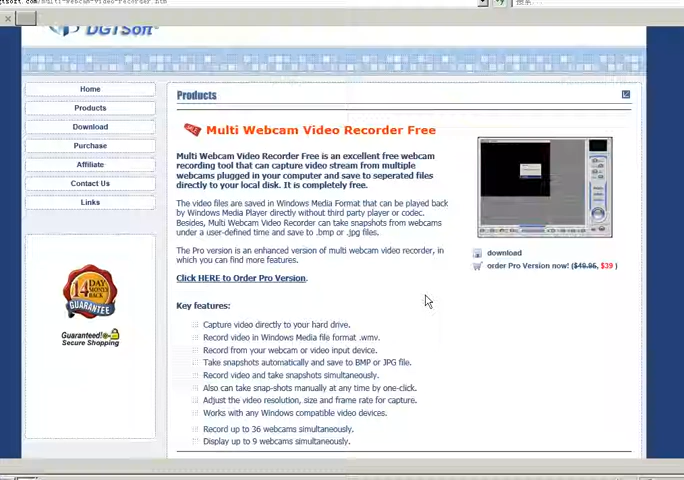 dgtsoft.com/multi-webcam-video-recorder.htm
搜索...
DGTSoft
Home
Products
Download
Purchase
Affiliate
Contact Us
Links
14 DAY
MONEY
BACK
GUARANTEE
Guaranteed!
Secure Shopping
Products
SALE
Multi Webcam Video Recorder Free
Multi Webcam Video Recorder Free is an excellent free webcam
recording tool that can capture video stream from multiple
webcams plugged in your computer and save to seperated files
directly to your local disk. It is completely free.
The video files are saved in Windows Media Format that can be played back
by Windows Media Player directly without third party player or codec.
Besides, Multi Webcam Video Recorder can take snapshots from webcams
under a user-defined time and save to .bmp or .jpg files.
The Pro version is an enhanced version of multi webcam video recorder, in
which you can find more features.
Click HERE to Order Pro Version.
Key features:
Capture video directly to your hard drive.
Record video in Windows Media file format .wmv.
Record from your webcam or video input device.
Take snapshots automatically and save to BMP or JPG file.
Record video and take snapshots simultaneously.
Also can take snap-shots manually at any time by one-click.
Adjust the video resolution, size and frame rate for capture.
Works with any Windows compatible video devices.
Record up to 36 webcams simultaneously.
Display up to 9 webcams simultaneously.
download
order Pro Version now! ($49.95, $39 )